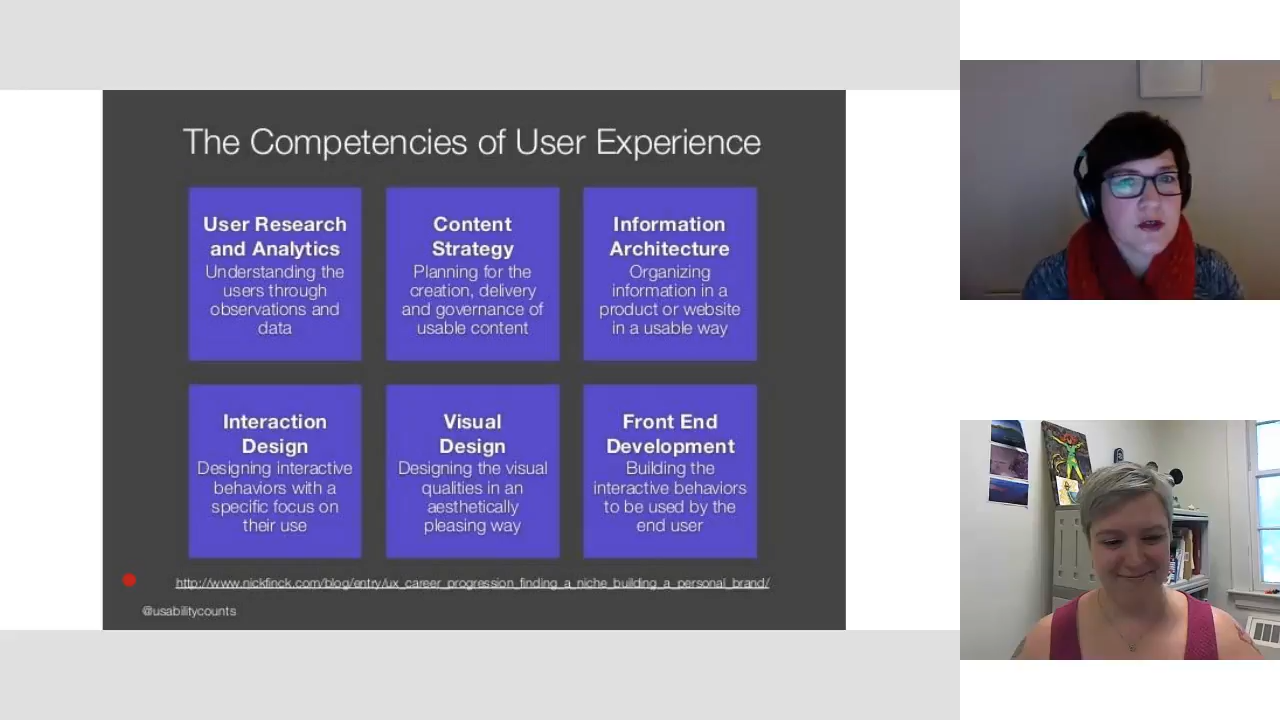 The Competencies of User Experience
User Research
and Analytics
Understanding the
users through
observations and
data
Content
Strategy
Planning for the
creation, delivery
and governance of
usable content
Information
Architecture
Organizing
information in a
product or website
in a usable way
Interaction
Design
Designing interactive
behaviors with a
specific focus on
their use
Visual
Design
Designing the visual
qualities in an
aesthetically
pleasing way
Front End
Development
Building the
interactive behaviors
to be used by the
end user
http://www.nickfinck.com/blog/entry/ux_career_progression_finding_a_niche_building_a_personal_brand/
@usabilitycounts